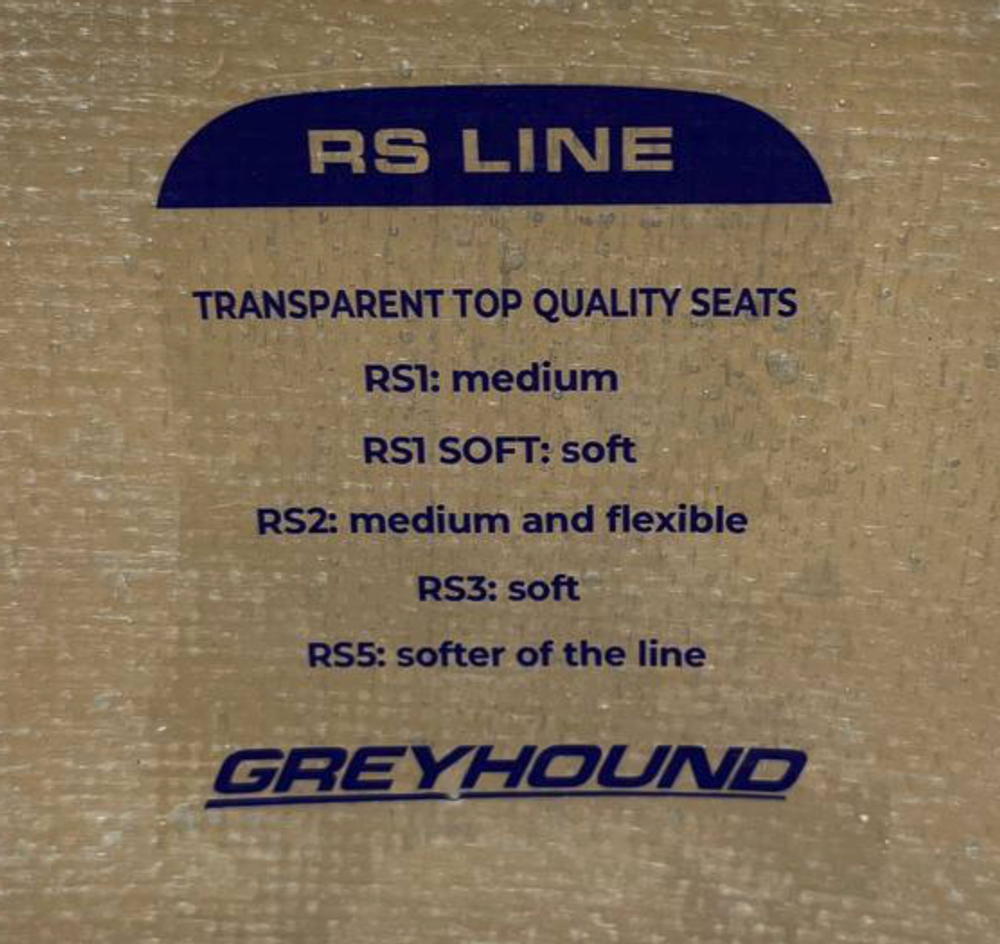 RS LINE
TRANSPARENT TOP QUALITY SEATS
RS1: medium
RS1 SOFT: soft
RS2: medium and flexible
RS3: soft
RS5: softer of the line
GREYHOUND